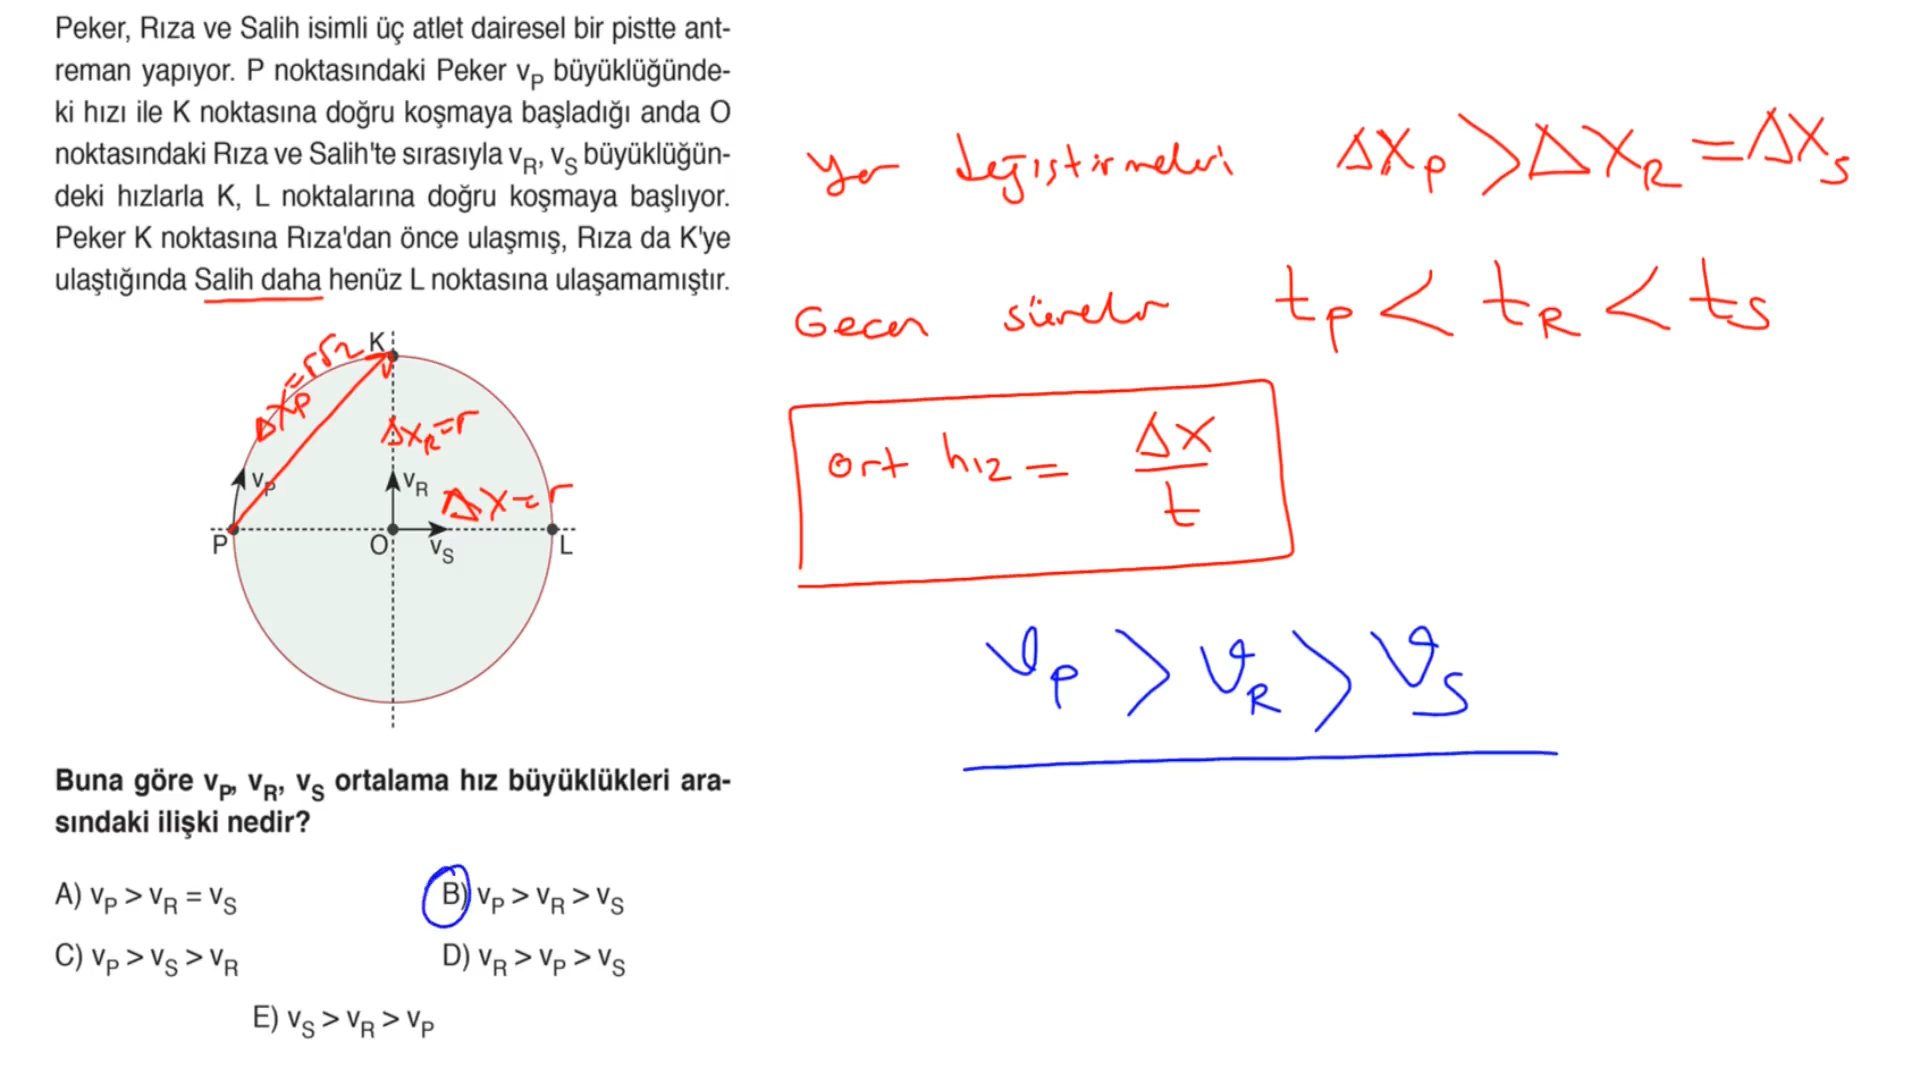 Peker, Rıza ve Salih isimli üç atlet dairesel bir pistte ant-
reman yapıyor. P noktasındaki Peker vP büyüklüğünde-
ki hızı ile K noktasına doğru koşmaya başladığı anda O
noktasındaki Rıza ve Salih'te sırasıyla vR, vS büyüklüğün-
deki hızlarla K, L noktalarına doğru koşmaya başlıyor.
Peker K noktasına Rıza'dan önce ulaşmış, Rıza da K'ye
ulaştığında Salih daha henüz L noktasına ulaşamamıştır.
K
ΔXP=r√2
ΔXR=r
vP
vR
ΔX=r
P
O
vS
L
Buna göre vP, vR, vS ortalama hız büyüklükleri ara-
sındaki ilişki nedir?
A) vP > vR = vS
B) vP > vR > vS
C) vP > vS > vR
D) vR > vP > vS
E) vS > vR > vP
Yer değiştirmeleri ΔXP > ΔXR = ΔXS
Geçen süreler tP < tR < tS
ort hız = ΔX / t
vP > vR > vS